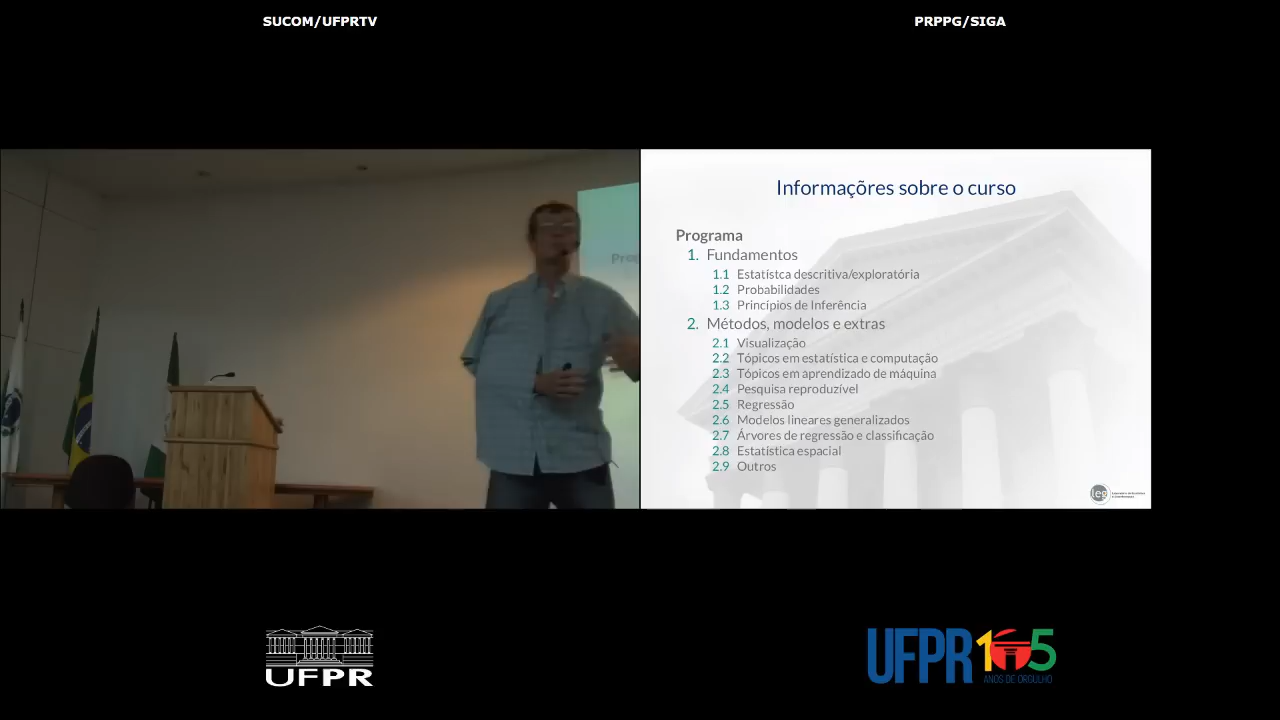 SUCOM/UFPRTV
PRPPG/SIGA
Informaçõres sobre o curso
Programa
1. Fundamentos
1.1 Estatístca descritiva/exploratória
1.2 Probabilidades
1.3 Princípios de Inferência
2. Métodos, modelos e extras
2.1 Visualização
2.2 Tópicos em estatística e computação
2.3 Tópicos em aprendizado de máquina
2.4 Pesquisa reproduzível
2.5 Regressão
2.6 Modelos lineares generalizados
2.7 Árvores de regressão e classificação
2.8 Estatística espacial
2.9 Outros
leg
UFPR
UFPR 105
ANOS DE ORGULHO